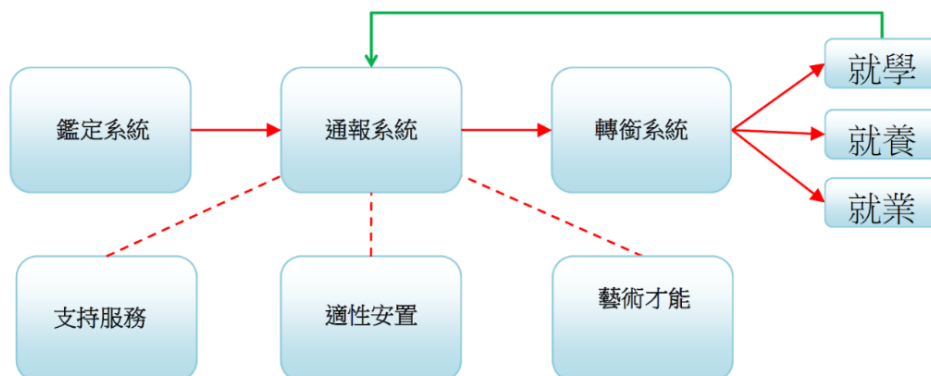 就學
鑑定系統
通報系統
轉銜系統
就養
就業
支持服務
適性安置
藝術才能